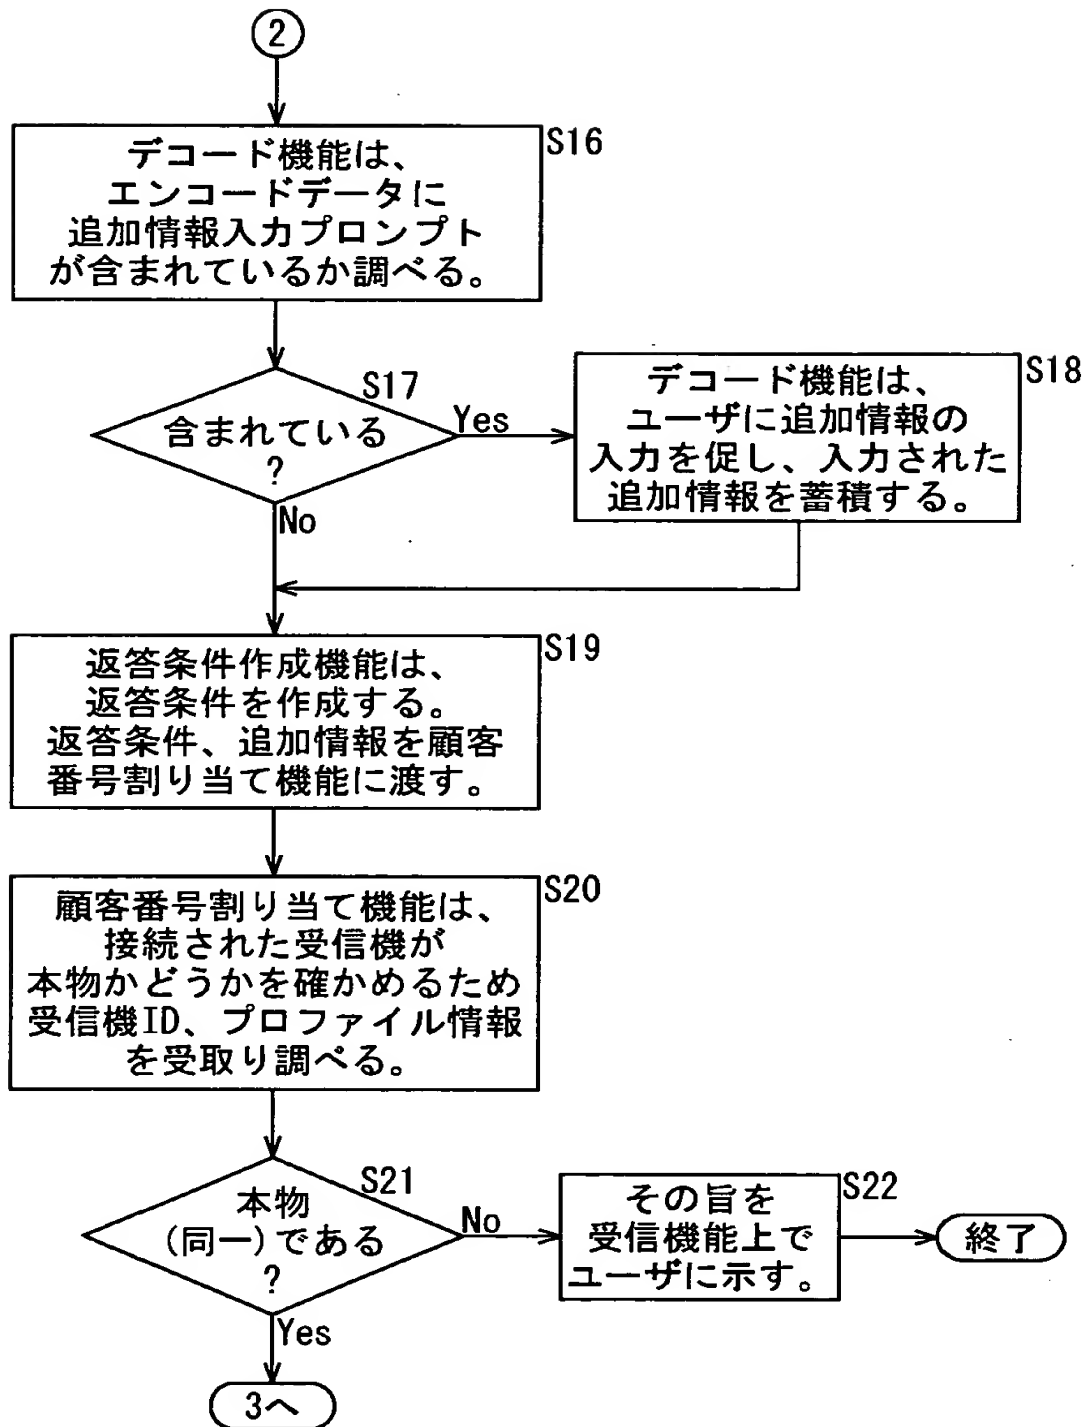 2
S16
デコード機能は、
エンコードデータに
追加情報入力プロンプト
が含まれているか調べる。
S17
含まれている
?
Yes
No
S18
デコード機能は、
ユーザに追加情報の
入力を促し、入力された
追加情報を蓄積する。
S19
返答条件作成機能は、
返答条件を作成する。
返答条件、追加情報を顧客
番号割り当て機能に渡す。
S20
顧客番号割り当て機能は、
接続された受信機が
本物かどうかを確かめるため
受信機ID、プロファイル情報
を受取り調べる。
S21
本物
(同一)である
?
No
Yes
S22
その旨を
受信機能上で
ユーザに示す。
終了
3へ